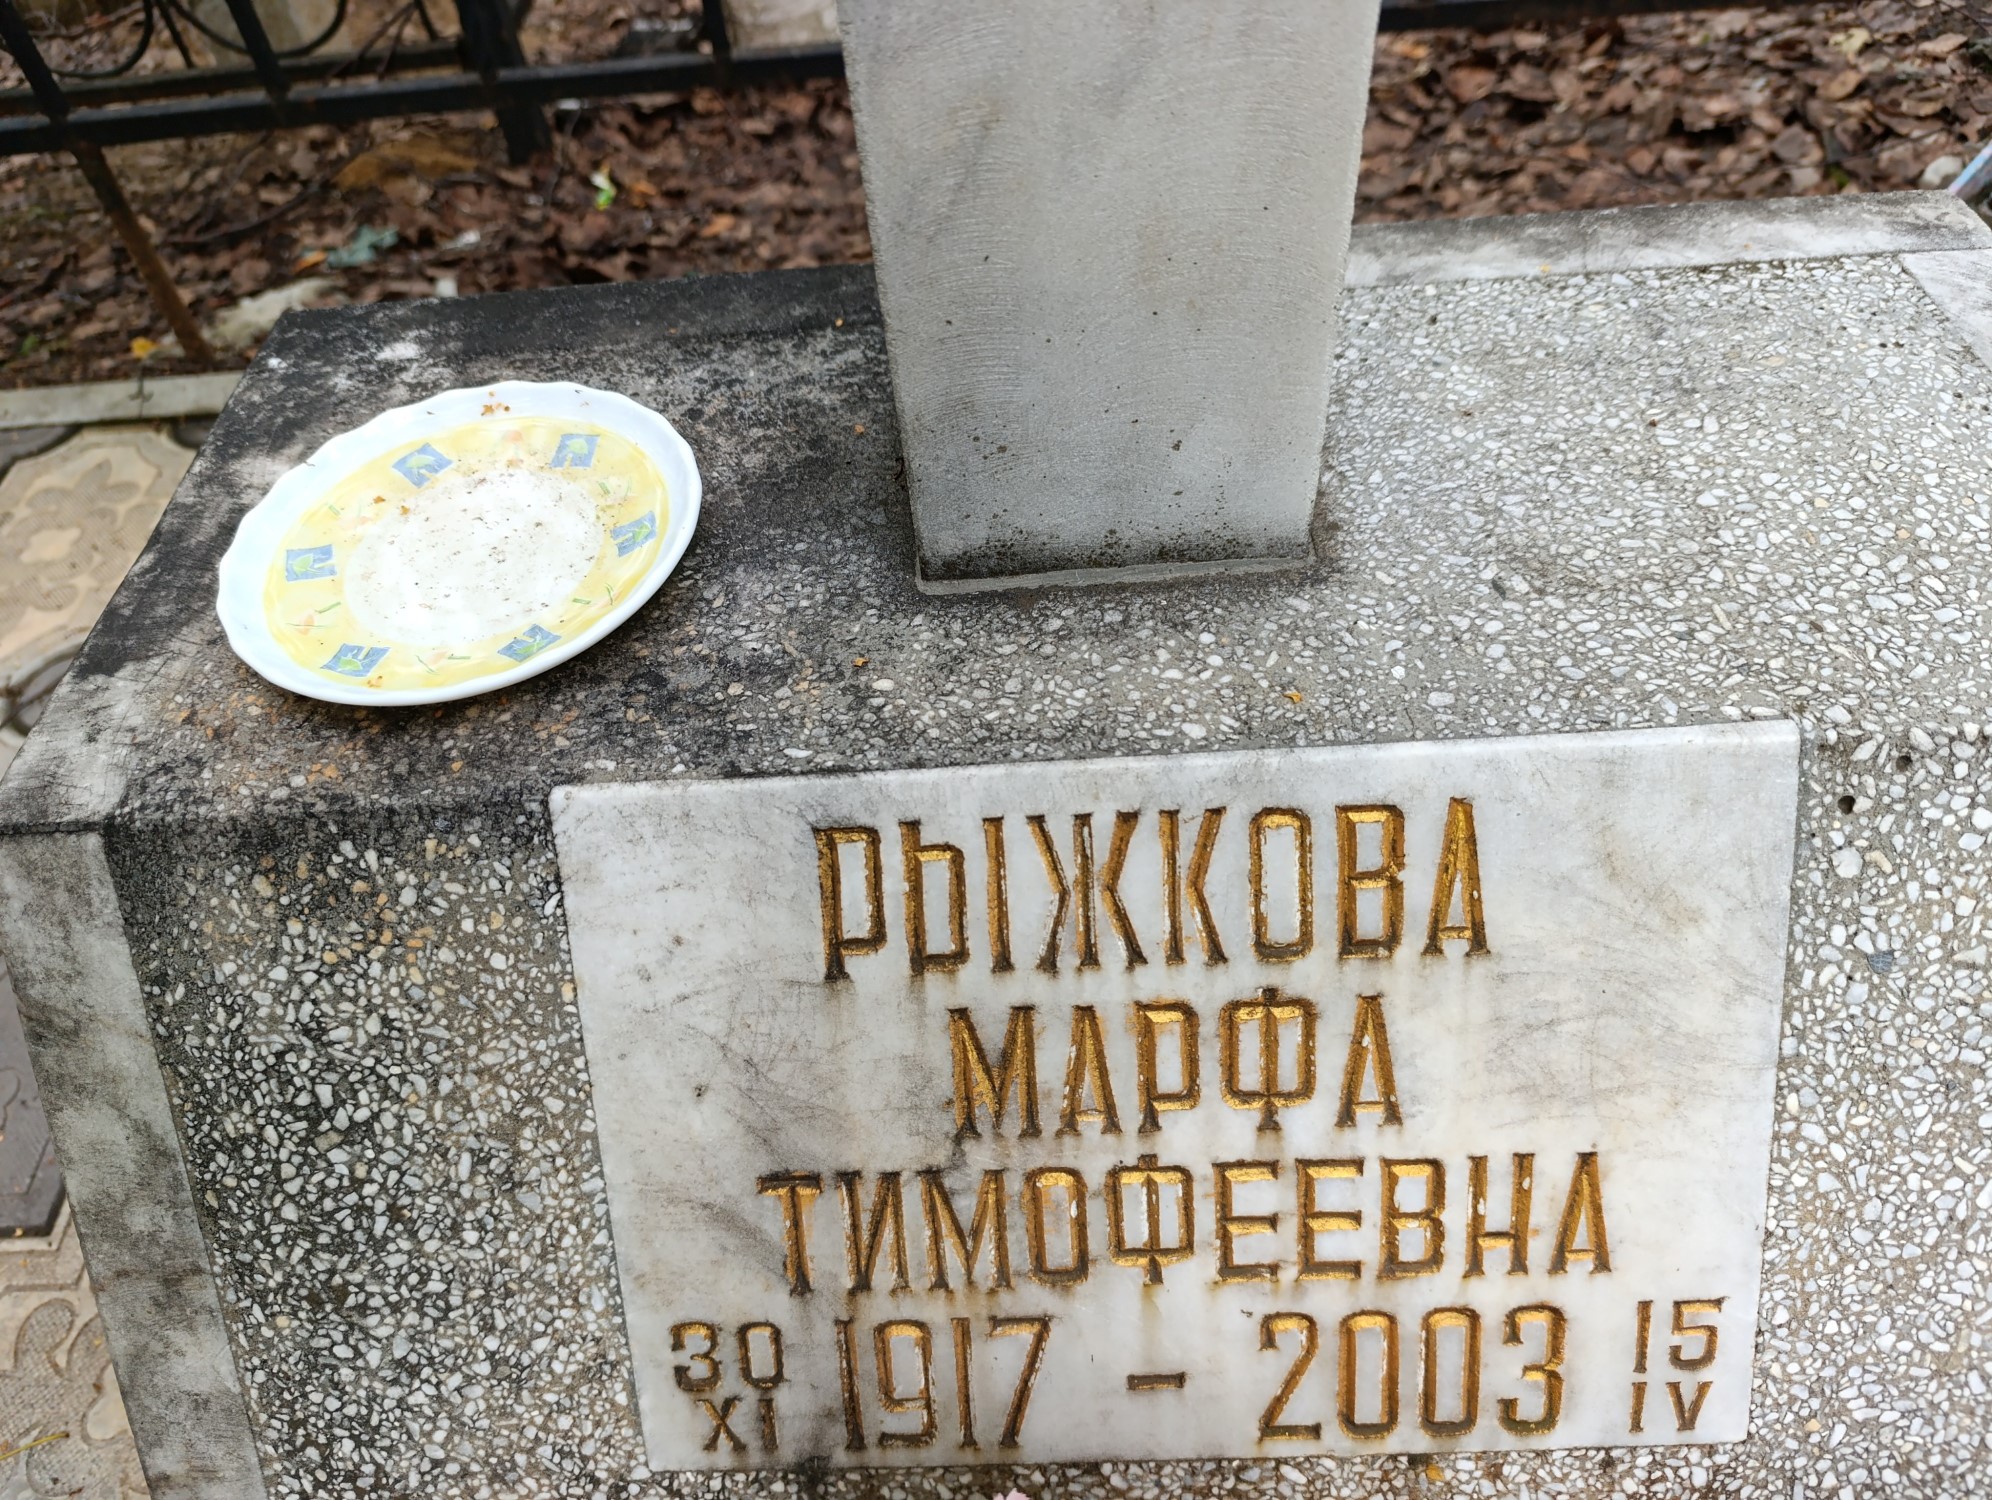 РЫЖКОВА
МАРФА
ТИМОФЕЕВНА
30 XI 1917 - 2003 15 IV